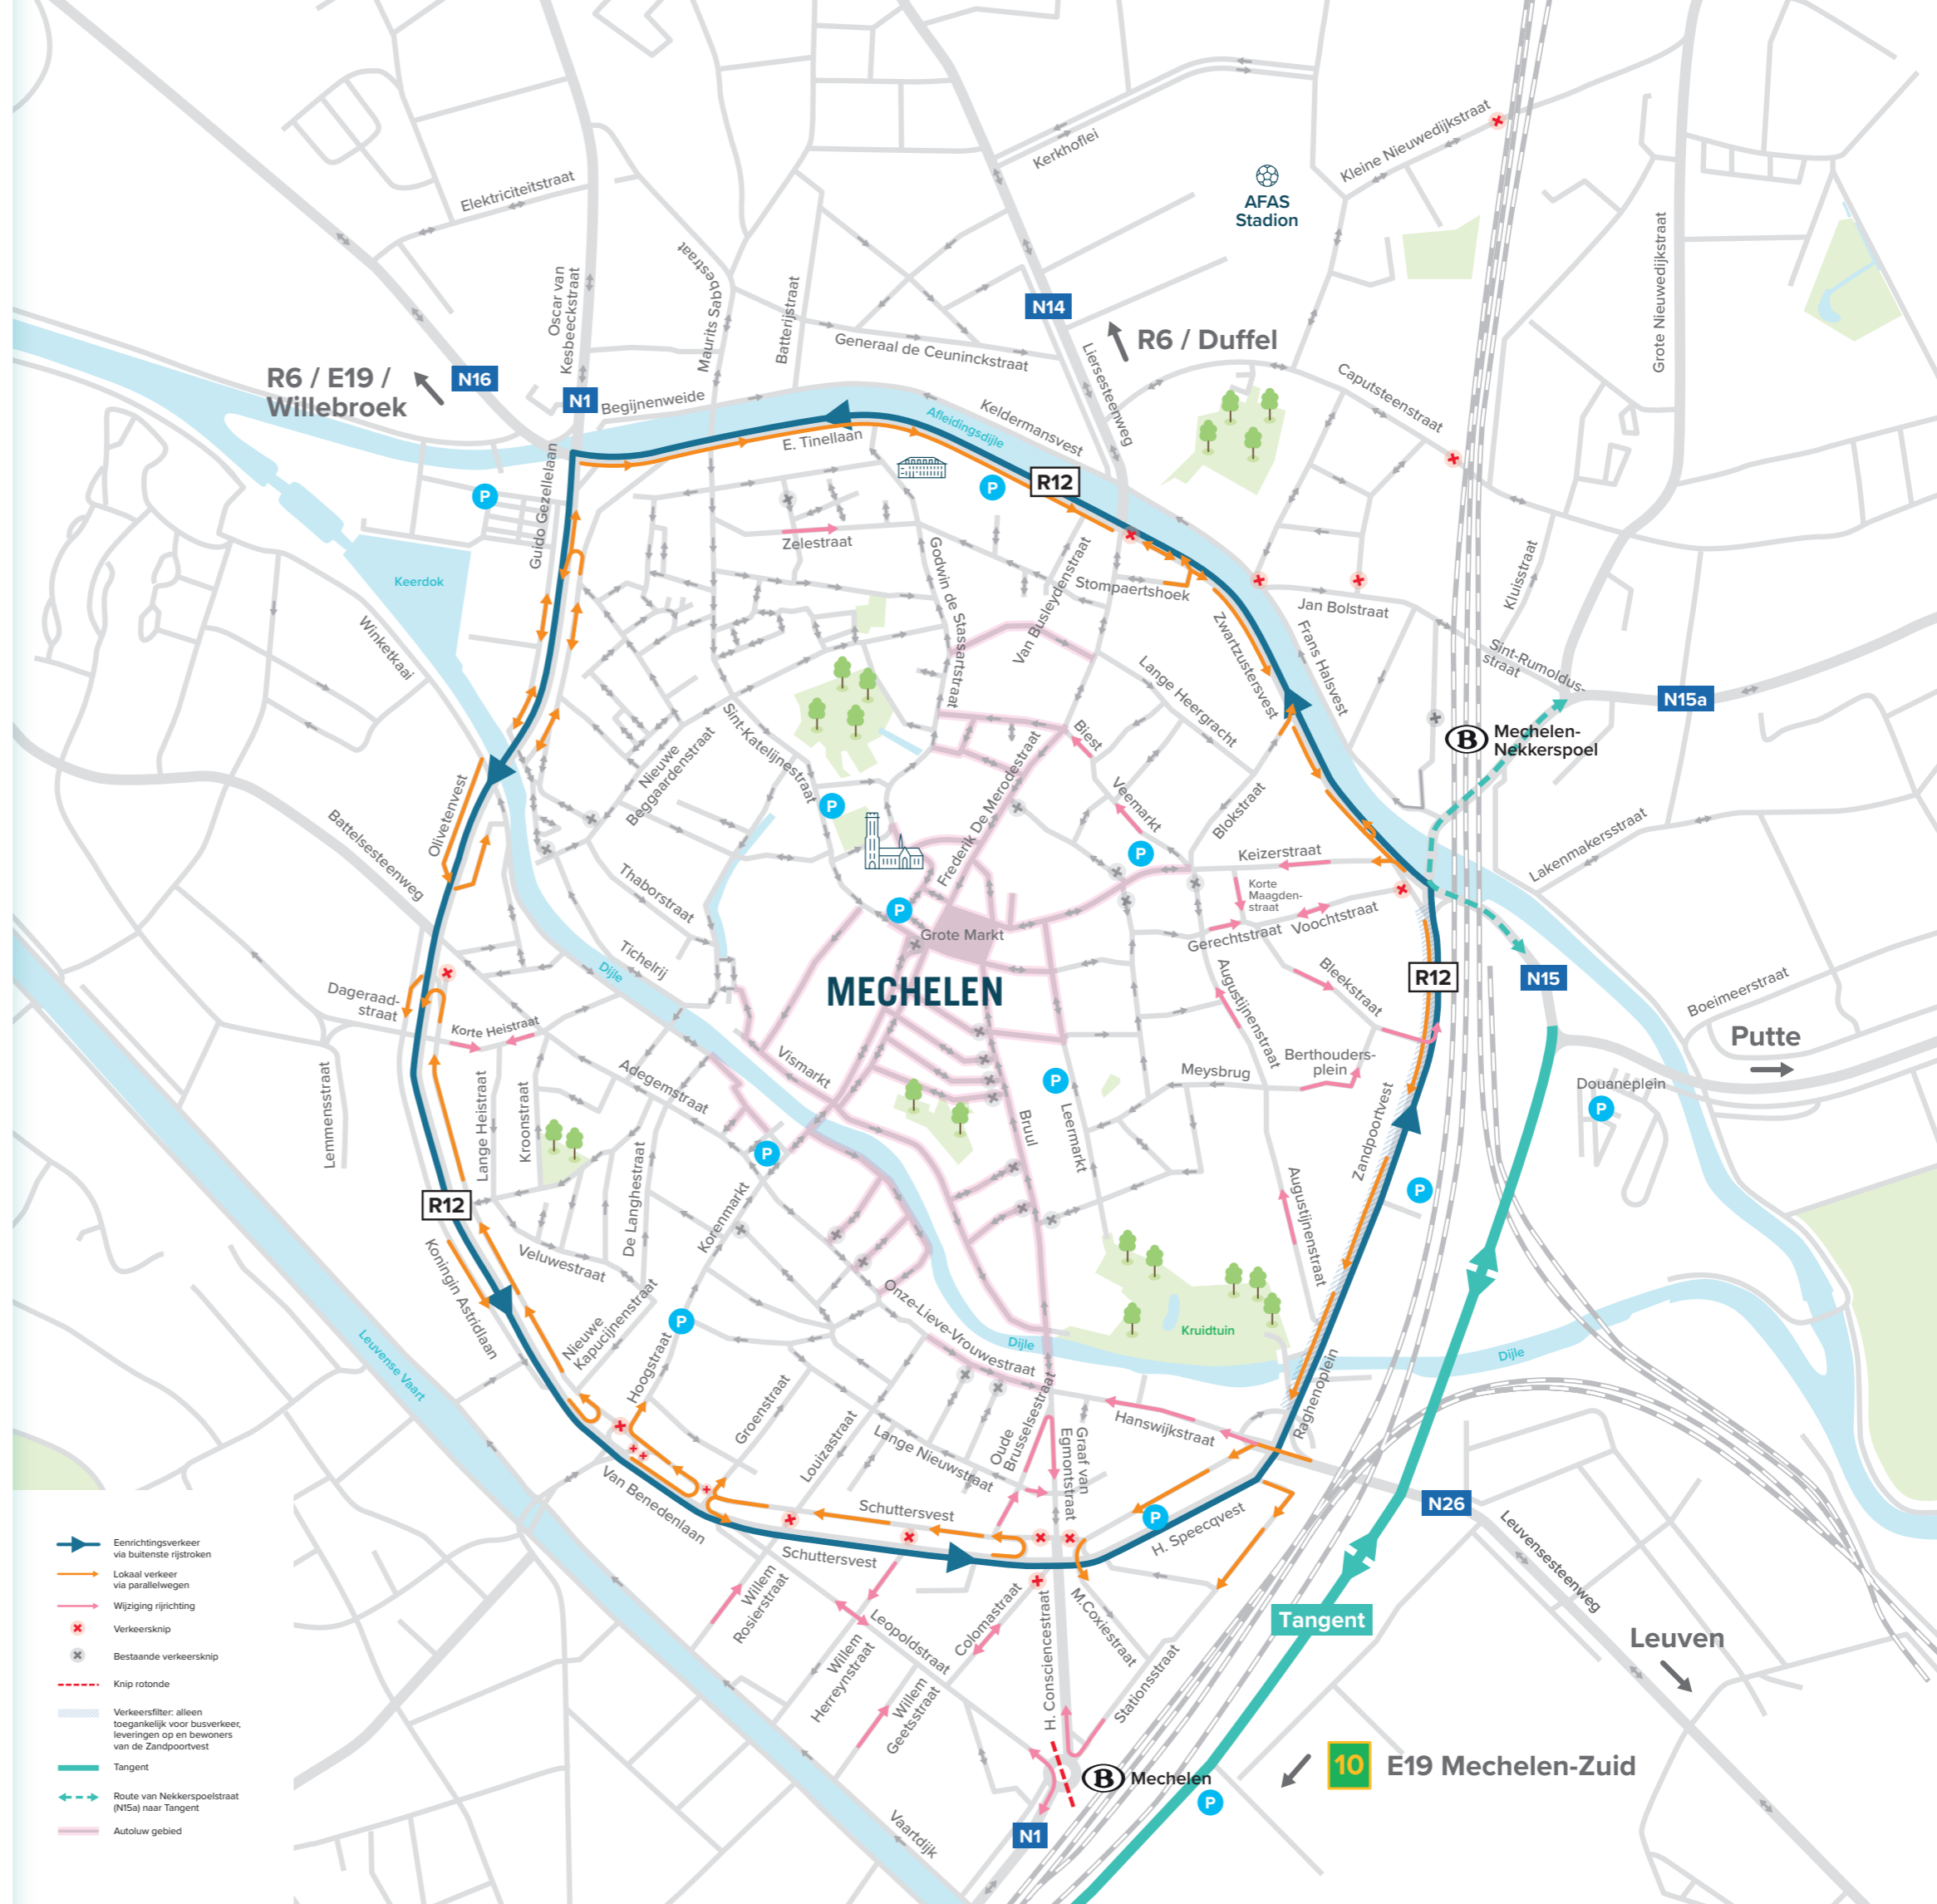 Kerkhoflei
Kleine Nieuwedijkstraat
AFAS
Stadion
Elektriciteitstraat
Grote Nieuwedijkstraat
Oscar van
Kesbeeckstraat
Maurits Sabbestraat
Batterijstraat
N14
R6 / Duffel
Generaal de Ceuninckstraat
Liersesteenweg
Caputsteenstraat
R6 / E19 /
Willebroek
N16
N1
Begijnenweide
Keldermansvest
Afleidingsdijle
E. Tinellaan
R12
P
P
Guido Gezellelaan
Zelestraat
Keerdok
Godwin de Stassartstraat
Van Busleydenstraat
Stompaertshoek
Kluisstraat
Jan Bolstraat
Winketkaai
Zwartzustersvest
Frans Halsvest
Sint-Rumoldus-
straat
N15a
Lange Heergracht
Sint-Katelijnestraat
Nieuwe
Beggaardenstraat
Biest
B
Mechelen-
Nekkerspoel
Frederik De Merodestraat
Veemarkt
Blokstraat
Olivetenvest
P
P
Battelsesteenweg
Keizerstraat
Lakenmakersstraat
Thaborstraat
Korte
Maagden-
straat
P
Grote Markt
Gerechtstraat
Voochtstraat
Tichelrij
Dijle
MECHELEN
Bleekstraat
R12
N15
Dageraad-
straat
Augustijnenstraat
Boeimeerstraat
Korte Heistraat
Putte
Vismarkt
Berthouders-
plein
Adegemstraat
Meysbrug
P
Douaneplein
P
Lemmensstraat
Lange Heistraat
Kroonstraat
Bruul
Leermarkt
Zandpoortvest
P
De Langhestraat
P
Korenmarkt
R12
Augustijnenstraat
Koningin Astridlaan
Veluwestraat
Onze-Lieve-Vrouwestraat
P
Nieuwe
Kapucijnenstraat
Kruidtuin
Dijle
Dijle
Leuvense Vaart
Hoogstraat
Raghenoplein
Groenstraat
Louizastraat
Lange Nieuwstraat
Oude
Brusselsestraat
Graaf van
Egmontstraat
Hanswijkstraat
Van Benedenlaan
Schuttersvest
P
H. Speecqvest
N26
Leuvensesteenweg
Schuttersvest
Willem
Rosierstraat
Leopoldstraat
Colomastraat
M.Coxiestraat
Tangent
Leuven
Willem
Herreynstraat
Willem
Geetsstraat
H. Consciencestraat
Stationsstraat
10
E19 Mechelen-Zuid
B
Mechelen
P
N1
Vaartdijk
Eenrichtingsverkeer
via buitenste rijstroken
Lokaal verkeer
via parallelwegen
Wijziging rijrichting
Verkeersknip
Bestaande verkeersknip
Knip rotonde
Verkeersfilter: alleen
toegankelijk voor busverkeer,
leveringen op en bewoners
van de Zandpoortvest
Tangent
Route van Nekkerspoelstraat
(N15a) naar Tangent
Autoluw gebied